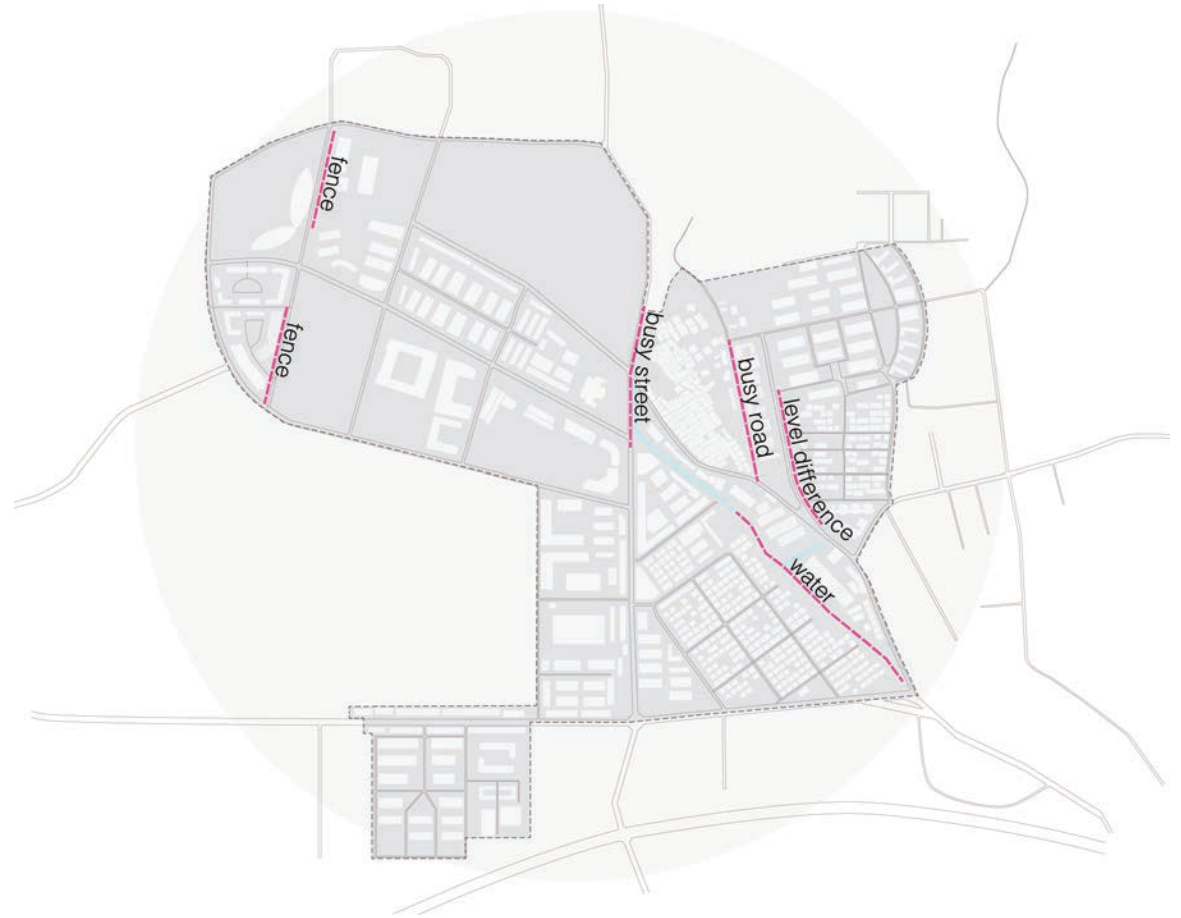 fence
fence
busy street
busy road
level difference
water